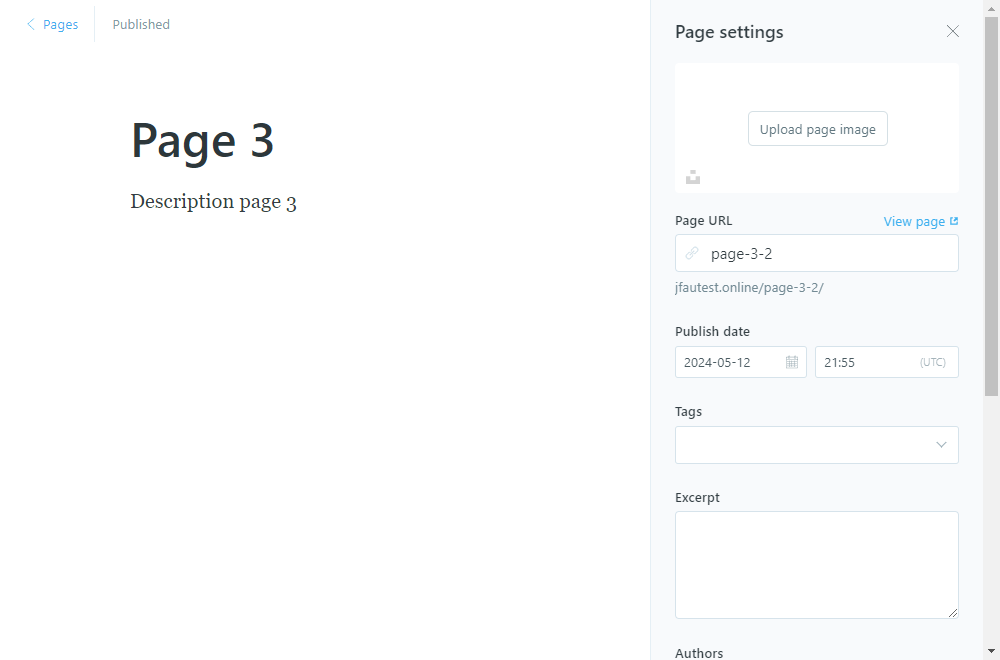 Pages
Published
Page 3
Description page 3
Page settings
Upload page image
Page URL
View page
page-3-2
jfautest.online/page-3-2/
Publish date
2024-05-12
21:55
(UTC)
Tags
Excerpt
Authors